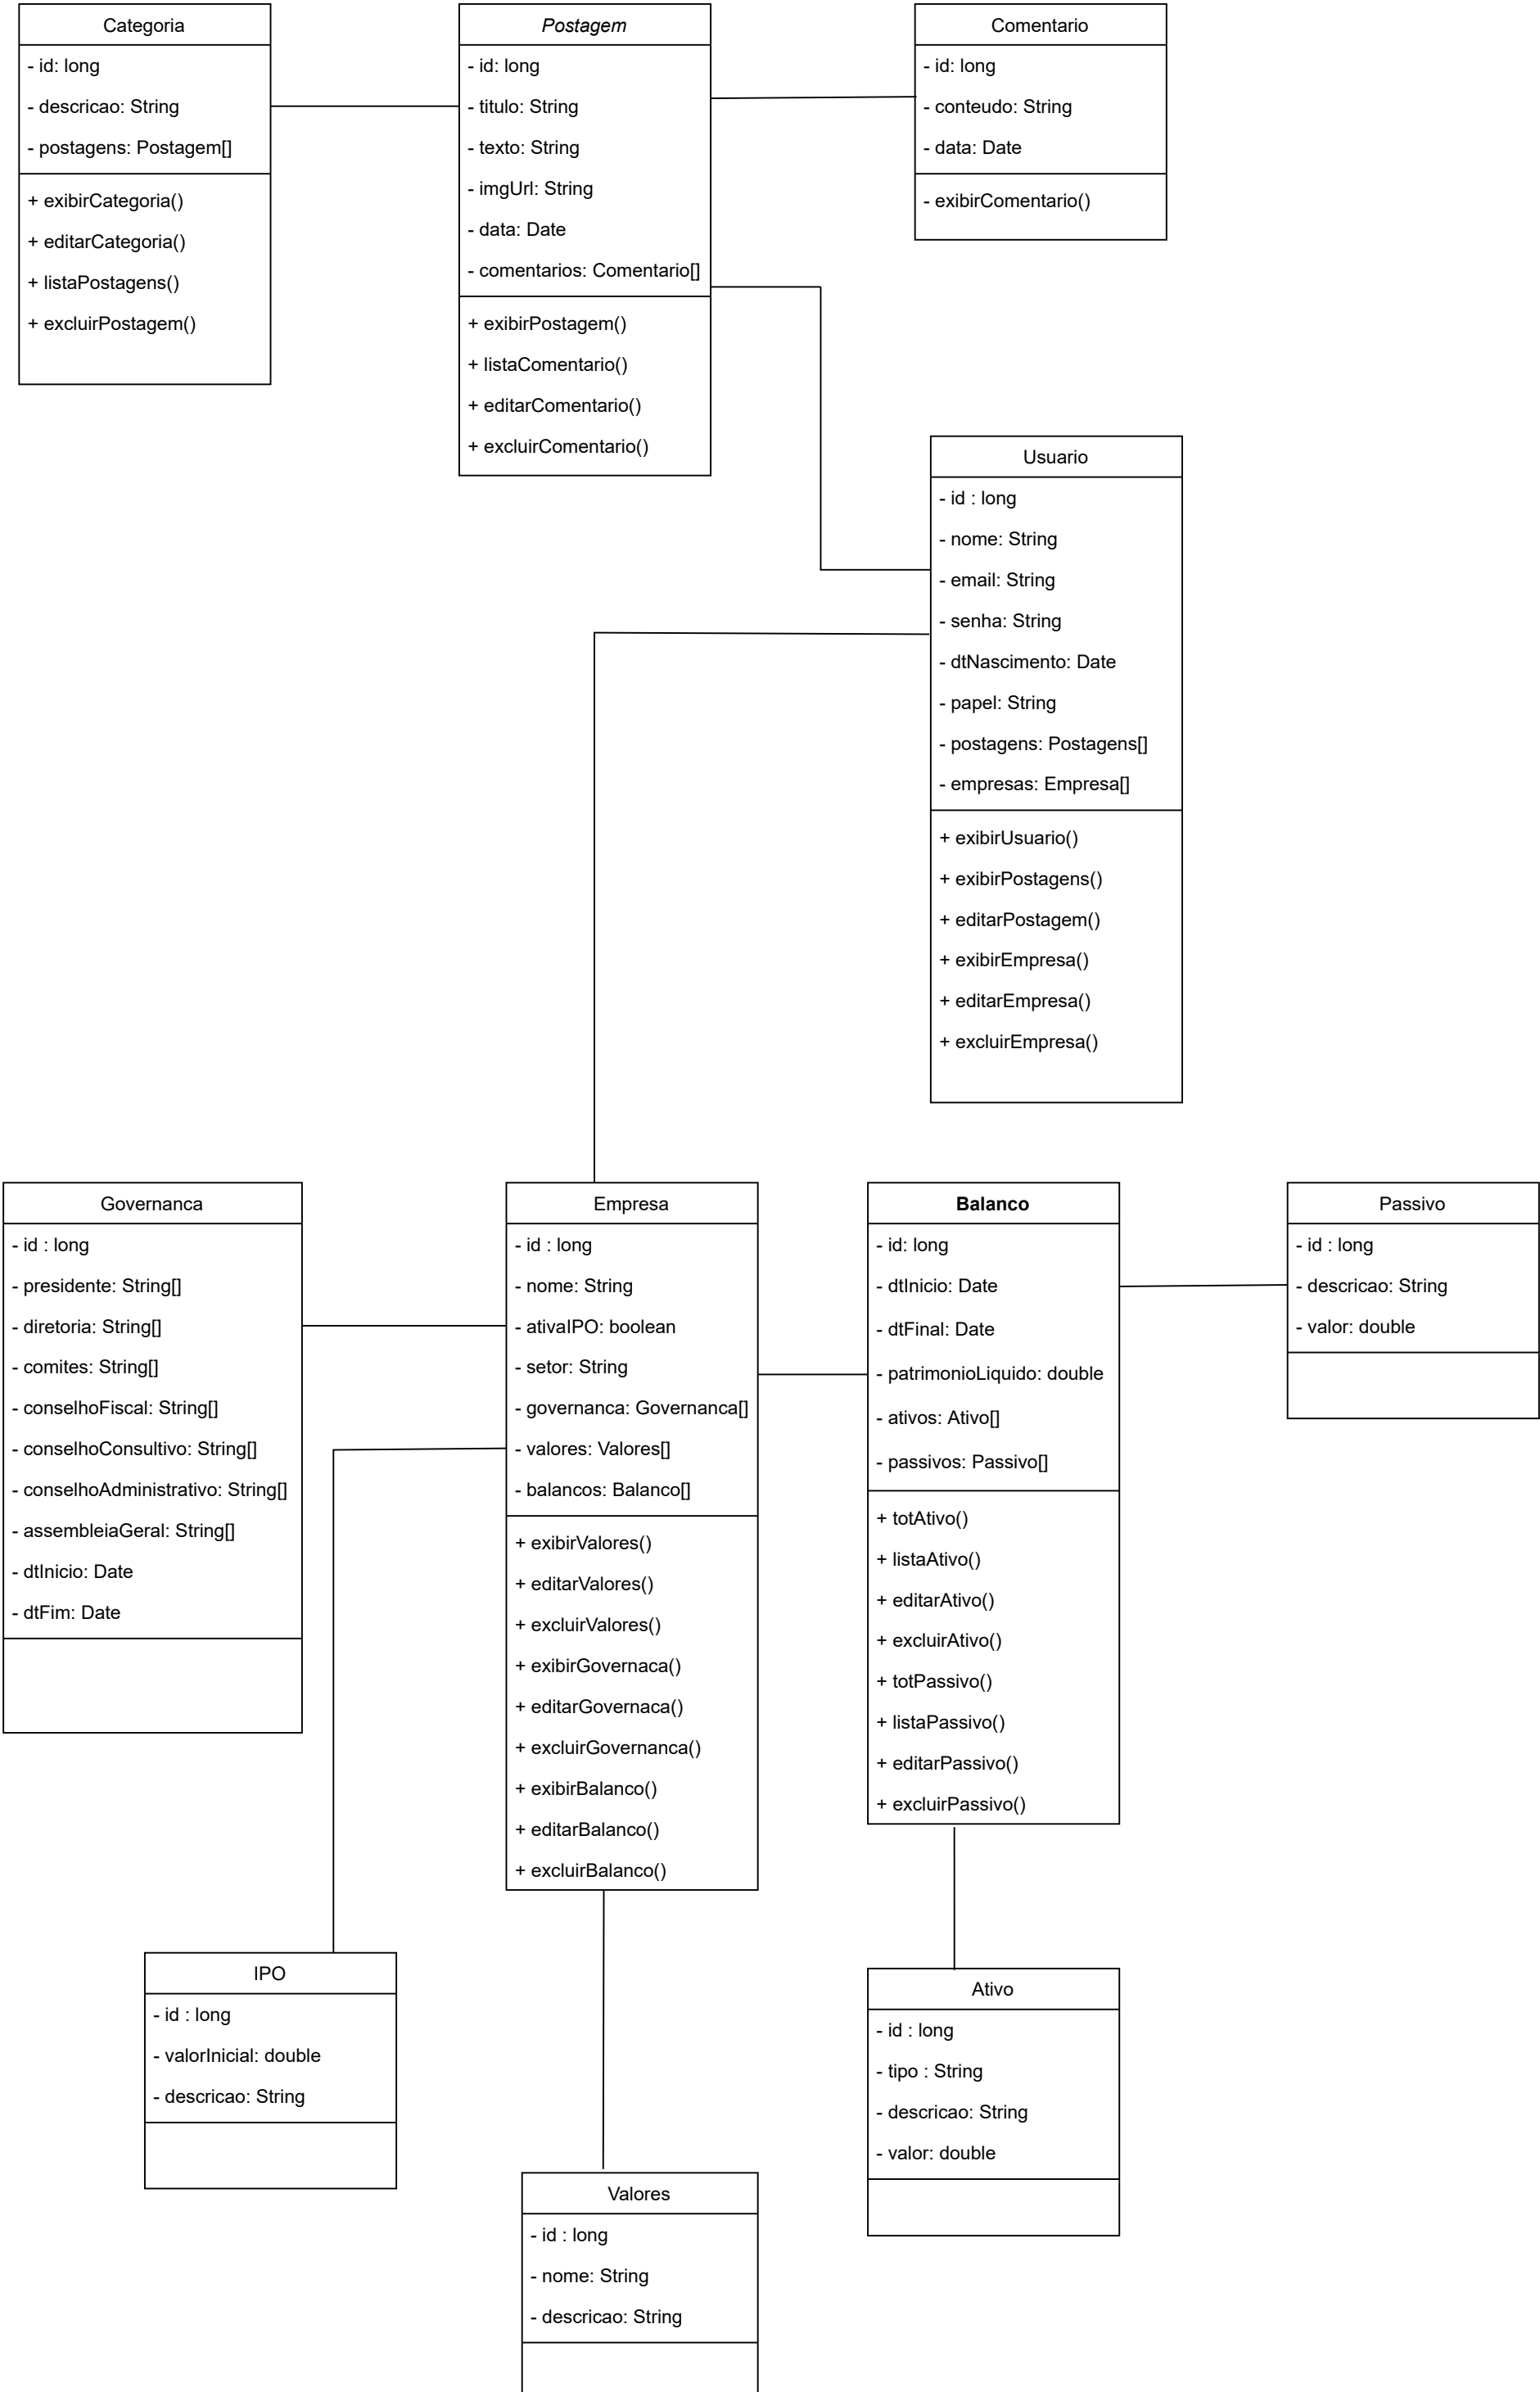 Categoria
- id: long
- descricao: String
- postagens: Postagem[]
+ exibirCategoria()
+ editarCategoria()
+ listaPostagens()
+ excluirPostagem()
Postagem
- id: long
- titulo: String
- texto: String
- imgUrl: String
- data: Date
- comentarios: Comentario[]
+ exibirPostagem()
+ listaComentario()
+ editarComentario()
+ excluirComentario()
Comentario
- id: long
- conteudo: String
- data: Date
- exibirComentario()
Usuario
- id : long
- nome: String
- email: String
- senha: String
- dtNascimento: Date
- papel: String
- postagens: Postagens[]
- empresas: Empresa[]
+ exibirUsuario()
+ exibirPostagens()
+ editarPostagem()
+ exibirEmpresa()
+ editarEmpresa()
+ excluirEmpresa()
Governanca
- id : long
- presidente: String[]
- diretoria: String[]
- comites: String[]
- conselhoFiscal: String[]
- conselhoConsultivo: String[]
- conselhoAdministrativo: String[]
- assembleiaGeral: String[]
- dtInicio: Date
- dtFim: Date
Empresa
- id : long
- nome: String
- ativaIPO: boolean
- setor: String
- governanca: Governanca[]
- valores: Valores[]
- balancos: Balanco[]
+ exibirValores()
+ editarValores()
+ excluirValores()
+ exibirGovernaca()
+ editarGovernaca()
+ excluirGovernanca()
+ exibirBalanco()
+ editarBalanco()
+ excluirBalanco()
Balanco
- id: long
- dtInicio: Date
- dtFinal: Date
- patrimonioLiquido: double
- ativos: Ativo[]
- passivos: Passivo[]
+ totAtivo()
+ listaAtivo()
+ editarAtivo()
+ excluirAtivo()
+ totPassivo()
+ listaPassivo()
+ editarPassivo()
+ excluirPassivo()
Passivo
- id : long
- descricao: String
- valor: double
IPO
- id : long
- valorInicial: double
- descricao: String
Ativo
- id : long
- tipo : String
- descricao: String
- valor: double
Valores
- id : long
- nome: String
- descricao: String